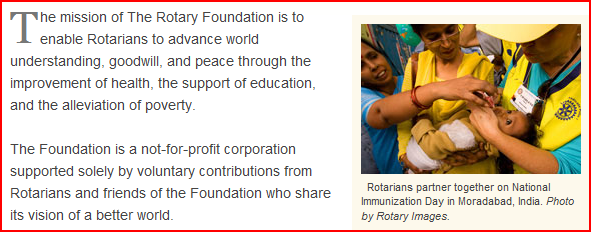 The mission of The Rotary Foundation is to
enable Rotarians to advance world
understanding, goodwill, and peace through the
improvement of health, the support of education,
and the alleviation of poverty.
The Foundation is a not-for-profit corporation
supported solely by voluntary contributions from
Rotarians and friends of the Foundation who share
its vision of a better world.
Rotarians partner together on National
Immunization Day in Moradabad, India. Photo
by Rotary Images.